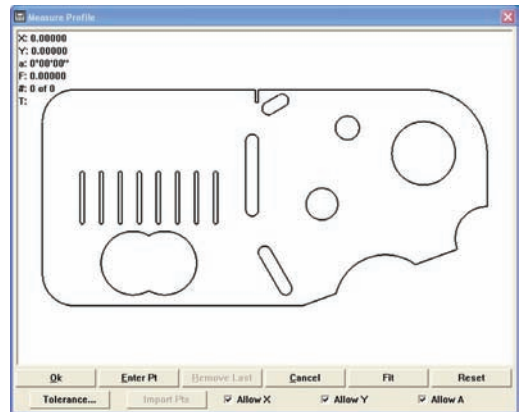 Measure Profile
X: 0.00000
Y: 0.00000
a: 0°00'00"
F: 0.00000
#: 0 of 0
T:
Ok Enter Pt Remove Last Cancel Fit Reset
Tolerance... Import Pts Allow X Allow Y Allow A